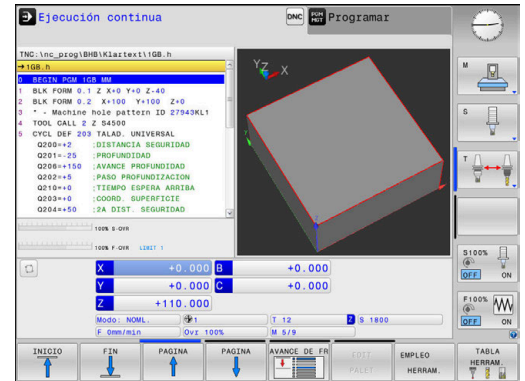 Ejecución continua
DNC
PGM MGT
Programar
TNC:\nc_prog\BHB\Klartext\1GB.h
→1GB.h
0 BEGIN PGM 1GB MM
1 BLK FORM 0.1 Z X+0 Y+0 Z-40
2 BLK FORM 0.2 X+100 Y+100 Z+0
3 * - Machine hole pattern ID 27943KL1
4 TOOL CALL 2 Z S4500
5 CYCL DEF 203 TALAD. UNIVERSAL
Q200=+2 ;DISTANCIA SEGURIDAD
Q201=-25 ;PROFUNDIDAD
Q206=+150 ;AVANCE PROFUNDIDAD
Q202=+5 ;PASO PROFUNDIZACION
Q210=+0 ;TIEMPO ESPERA ARRIBA
Q203=+0 ;COORD. SUPERFICIE
Q204=+50 ;2A DIST. SEGURIDAD
100% S-OVR
100% F-OVR LIMIT 1
Y Z X
M
S
T
S100%
OFF ON
F100%
OFF ON
X +0.000 B +0.000
Y +0.000 C +0.000
Z +110.000
Modo: NOML. 1 T 12 Z S 1800
F 0mm/min Ovr 100% M 5/9
INICIO
FIN
PAGINA
PAGINA
AVANCE DE FR
EDIT PALET
EMPLEO HERRAM.
TABLA HERRAM.